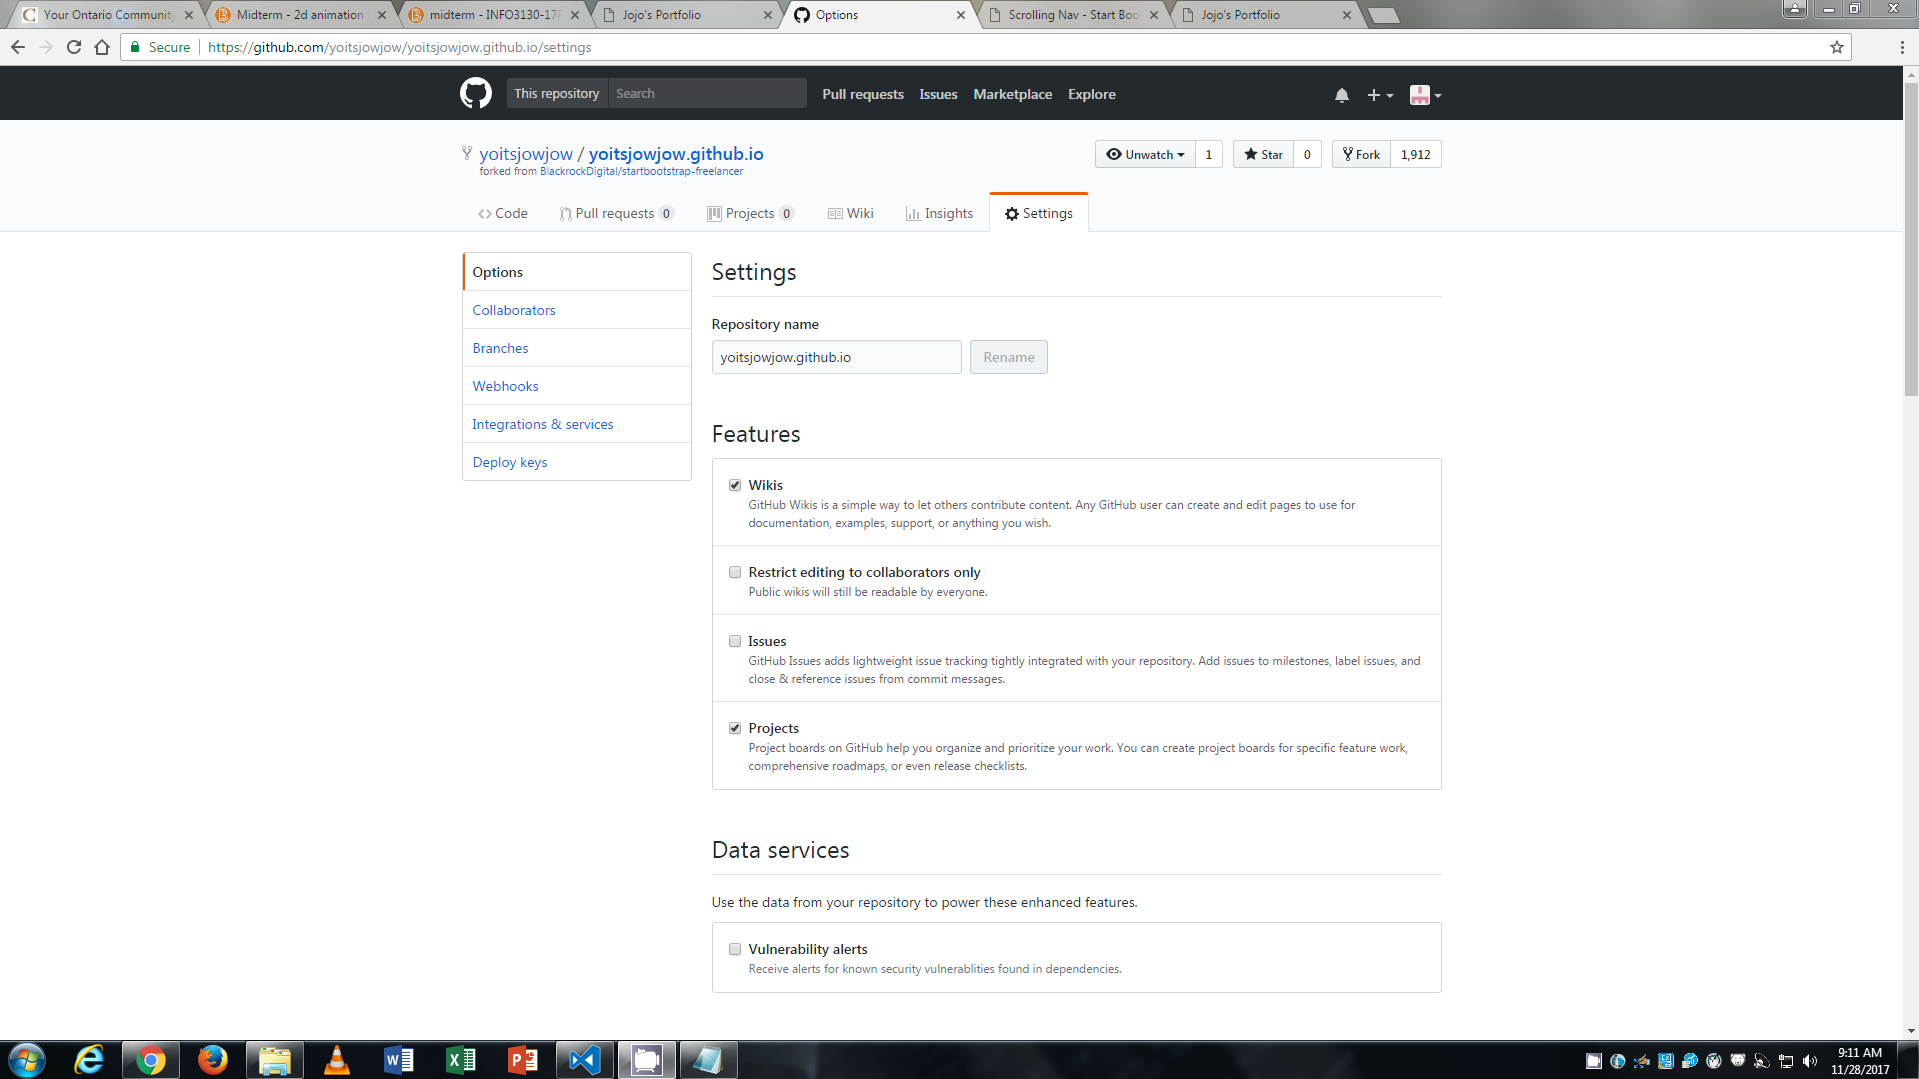 Your Ontario Community
Midterm - 2d animation
midterm - INFO3130-17F
Jojo's Portfolio
Options
Scrolling Nav - Start Boo
Jojo's Portfolio
Secure
https://github.com/yoitsjowjow/yoitsjowjow.github.io/settings
This repository
Search
Pull requests
Issues
Marketplace
Explore
yoitsjowjow / yoitsjowjow.github.io
Unwatch 1
Star 0
Fork 1,912
forked from BlackrockDigital/startbootstrap-freelancer
Code
Pull requests 0
Projects 0
Wiki
Insights
Settings
Options
Collaborators
Branches
Webhooks
Integrations & services
Deploy keys
Settings
Repository name
yoitsjowjow.github.io
Rename
Features
Wikis
GitHub Wikis is a simple way to let others contribute content. Any GitHub user can create and edit pages to use for
documentation, examples, support, or anything you wish.
Restrict editing to collaborators only
Public wikis will still be readable by everyone.
Issues
GitHub Issues adds lightweight issue tracking tightly integrated with your repository. Add issues to milestones, label issues, and
close & reference issues from commit messages.
Projects
Project boards on GitHub help you organize and prioritize your work. You can create project boards for specific feature work,
comprehensive roadmaps, or even release checklists.
Data services
Use the data from your repository to power these enhanced features.
Vulnerability alerts
Receive alerts for known security vulnerablities found in dependencies.
9:11 AM
11/28/2017